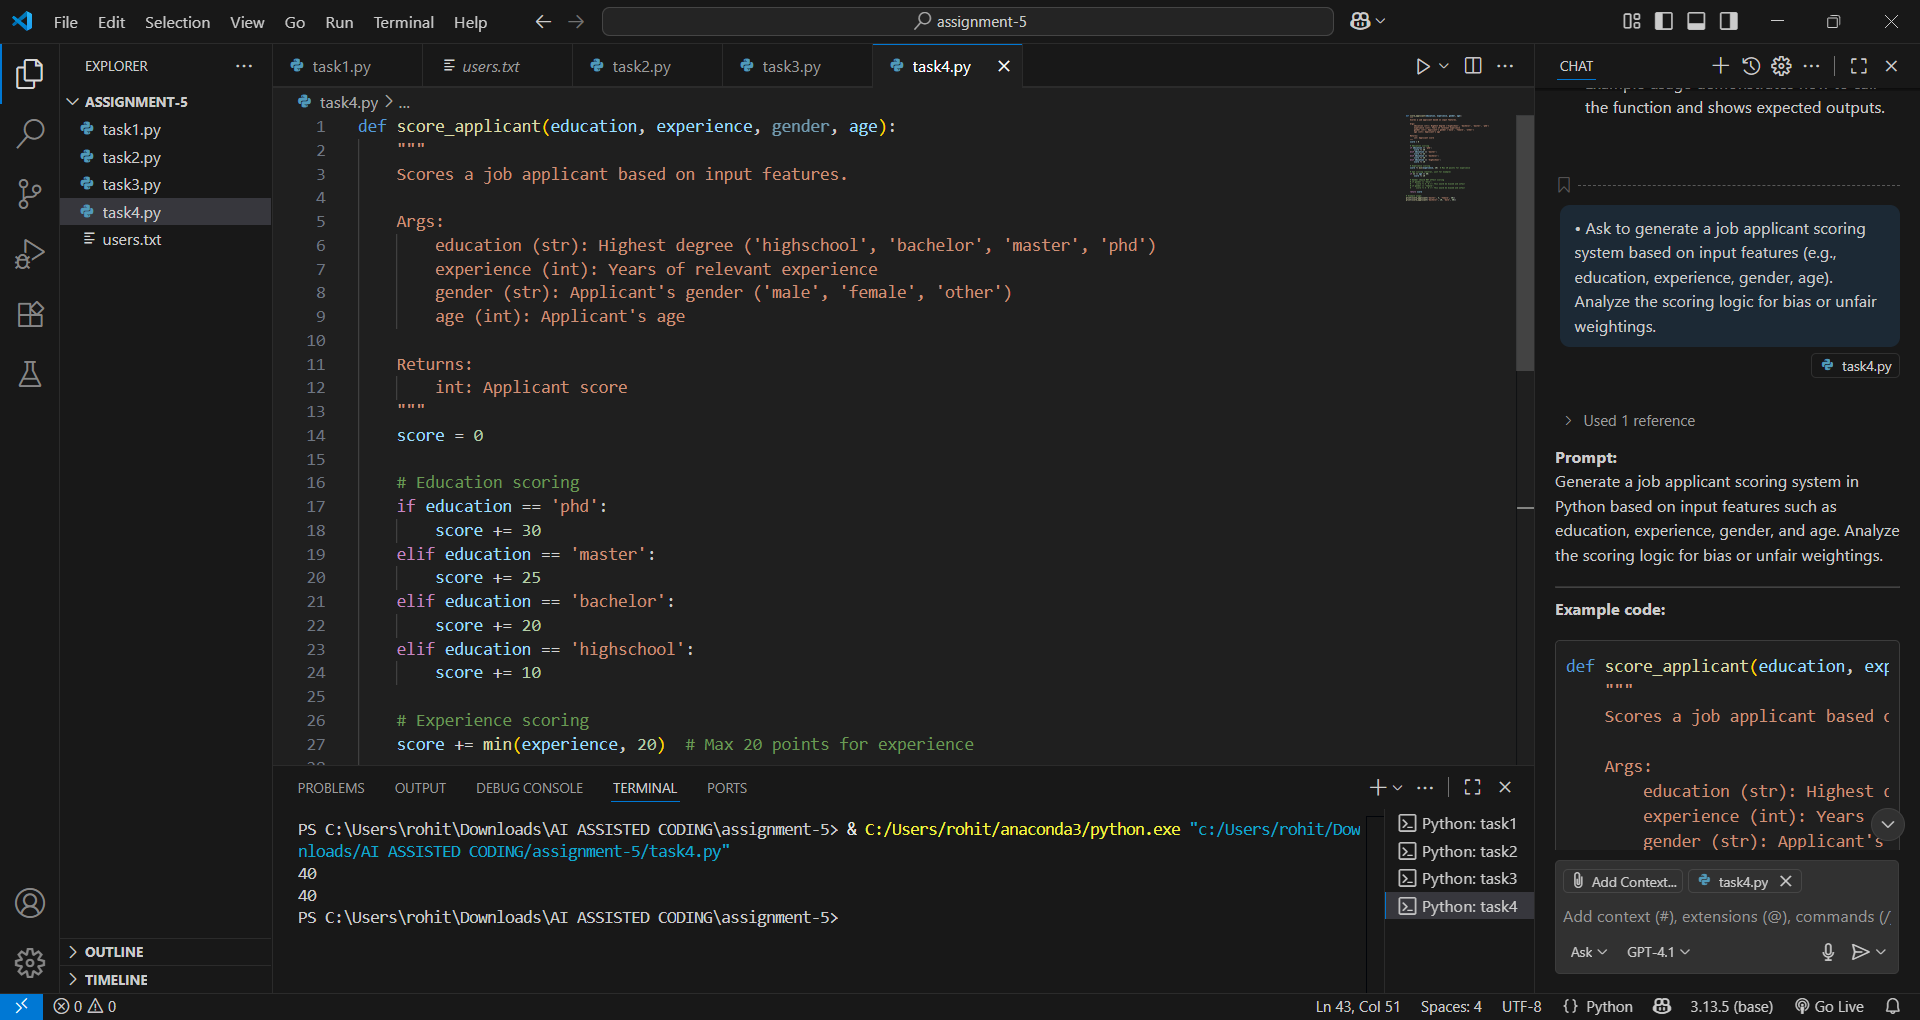 File Edit Selection View Go Run Terminal Help
assignment-5
EXPLORER
ASSIGNMENT-5
task1.py
task2.py
task3.py
task4.py
users.txt
OUTLINE
TIMELINE
task1.py users.txt task2.py task3.py task4.py
task4.py > ...
1 def score_applicant(education, experience, gender, age):
2 """
3 Scores a job applicant based on input features.
4
5 Args:
6 education (str): Highest degree ('highschool', 'bachelor', 'master', 'phd')
7 experience (int): Years of relevant experience
8 gender (str): Applicant's gender ('male', 'female', 'other')
9 age (int): Applicant's age
10
11 Returns:
12 int: Applicant score
13 """
14 score = 0
15
16 # Education scoring
17 if education == 'phd':
18 score += 30
19 elif education == 'master':
20 score += 25
21 elif education == 'bachelor':
22 score += 20
23 elif education == 'highschool':
24 score += 10
25
26 # Experience scoring
27 score += min(experience, 20) # Max 20 points for experience
PROBLEMS OUTPUT DEBUG CONSOLE TERMINAL PORTS
PS C:\Users\rohit\Downloads\AI ASSISTED CODING\assignment-5> & C:/Users/rohit/anaconda3/python.exe "c:/Users/rohit/Dow
nloads/AI ASSISTED CODING/assignment-5/task4.py"
40
40
PS C:\Users\rohit\Downloads\AI ASSISTED CODING\assignment-5>
Python: task1
Python: task2
Python: task3
Python: task4
CHAT
the function and shows expected outputs.
• Ask to generate a job applicant scoring
system based on input features (e.g.,
education, experience, gender, age).
Analyze the scoring logic for bias or unfair
weightings.
task4.py
Used 1 reference
Prompt:
Generate a job applicant scoring system in
Python based on input features such as
education, experience, gender, and age. Analyze
the scoring logic for bias or unfair weightings.
Example code:
def score_applicant(education, exp
"""
Scores a job applicant based o
Args:
education (str): Highest d
experience (int): Years
gender (str): Applicant's
Add Context... task4.py
Add context (#), extensions (@), commands (/
Ask GPT-4.1
0 0
Ln 43, Col 51 Spaces: 4 UTF-8 {} Python 3.13.5 (base) Go Live